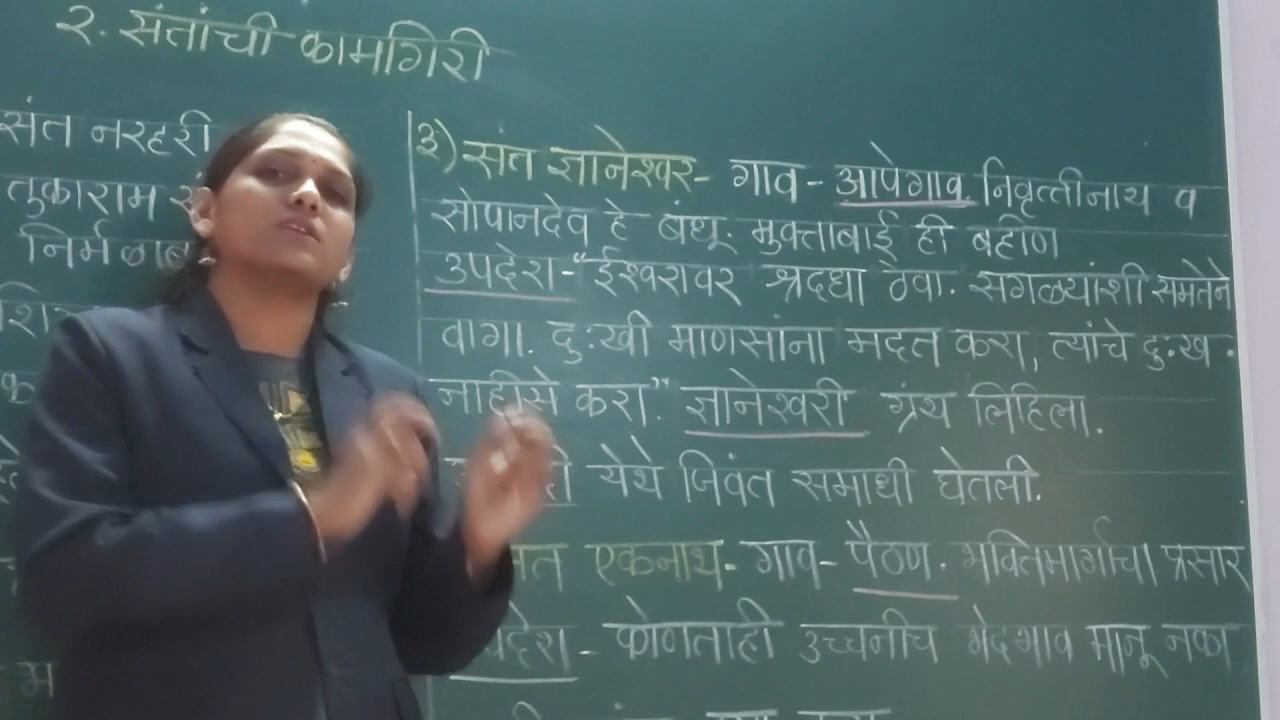 २. संतांची कामगिरी
संत नरहरी
तुकाराम
निर्मळाब
३) संत ज्ञानेश्वर - गाव - आपेगाव. निवृत्तीनाथ व
सोपानदेव हे बंधू. मुक्ताबाई ही बहीण
उपदेश - "ईश्वरावर श्रद्धा ठेवा. सगळ्यांशी समतेने
वागा. दु:खी माणसांना मदत करा, त्यांचे दु:ख
नाहीसे करा." ज्ञानेश्वरी ग्रंथ लिहिला.
येथे जिवंत समाधी घेतली.
संत एकनाथ - गाव - पैठण. भक्तिमार्गाचा प्रसार
पदेश - कोणताही उच्चनीच भेदभाव मानू नका